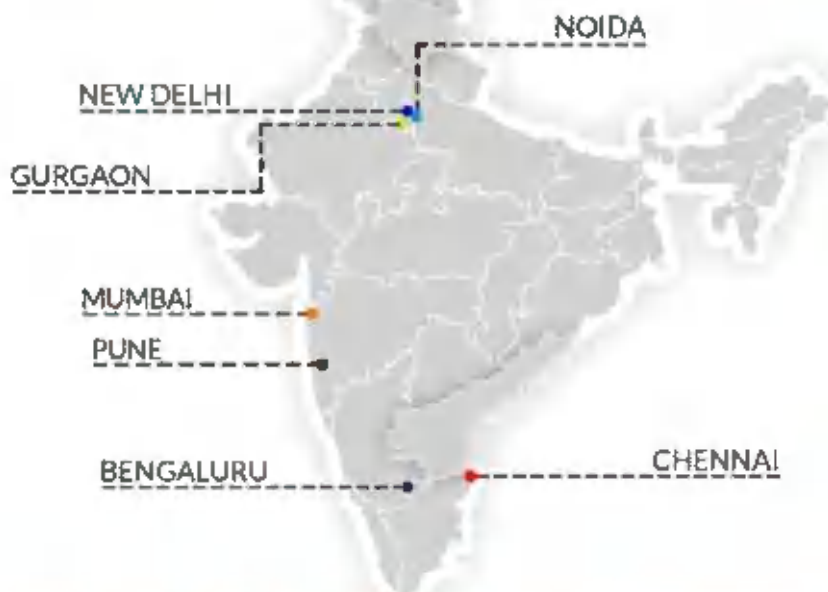 NOIDA
NEW DELHI
GURGAON
MUMBAI
PUNE
BENGALURU
CHENNAI